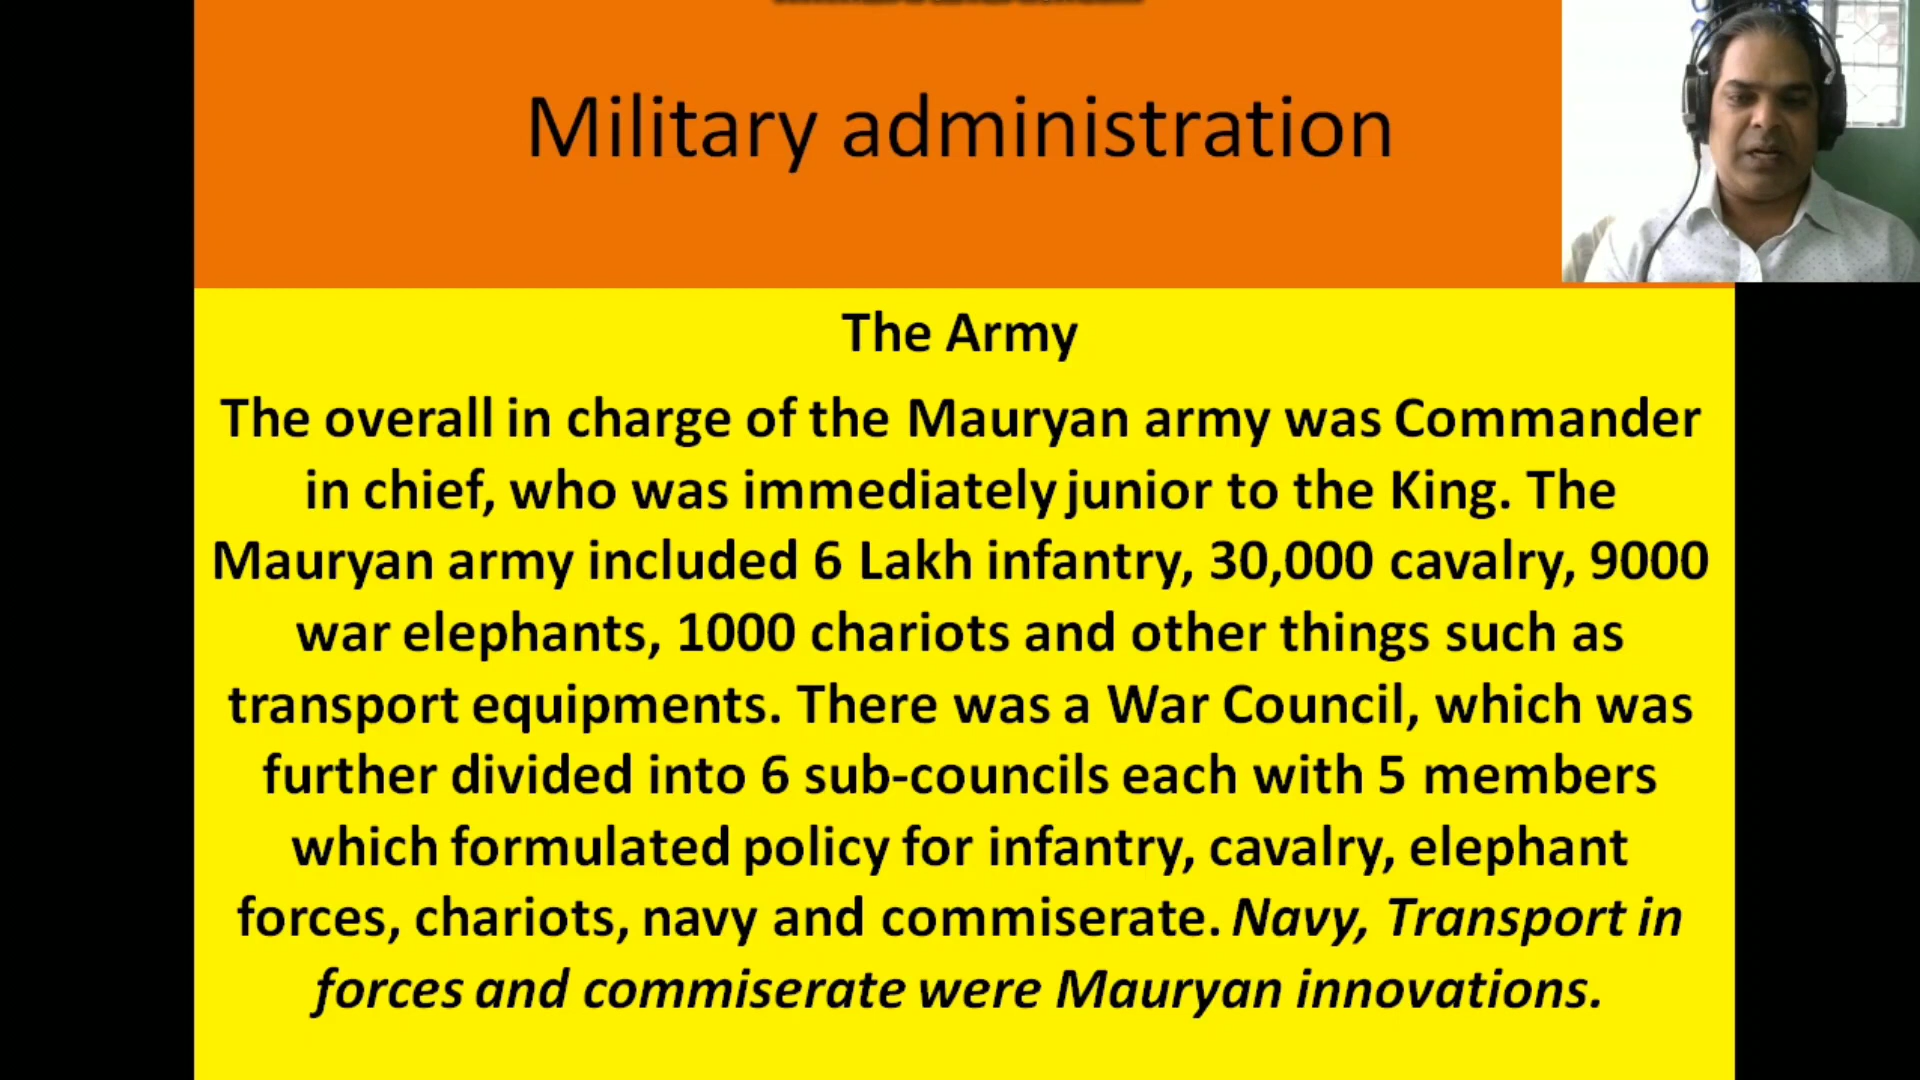 Military administration
The Army
The overall in charge of the Mauryan army was Commander
in chief, who was immediately junior to the King. The
Mauryan army included 6 Lakh infantry, 30,000 cavalry, 9000
war elephants, 1000 chariots and other things such as
transport equipments. There was a War Council, which was
further divided into 6 sub-councils each with 5 members
which formulated policy for infantry, cavalry, elephant
forces, chariots, navy and commiserate. Navy, Transport in
forces and commiserate were Mauryan innovations.